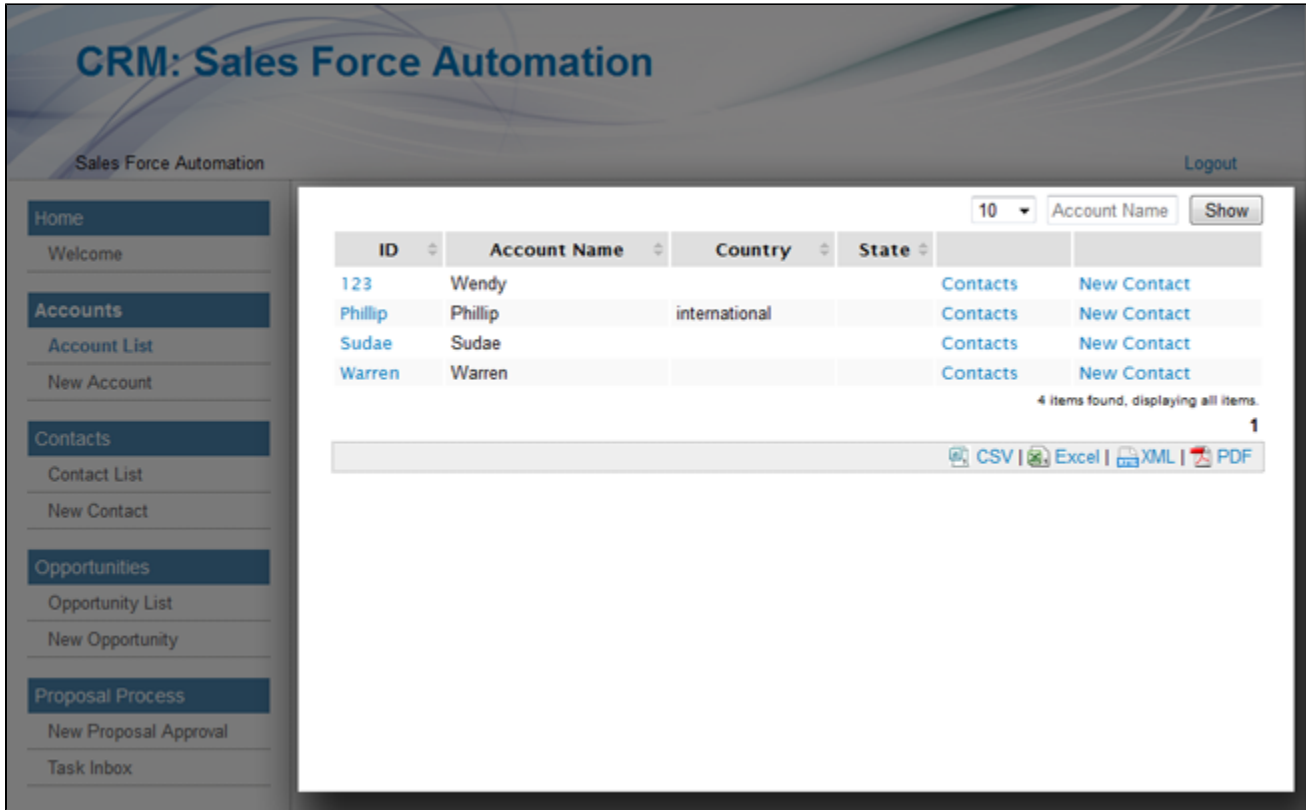 CRM: Sales Force Automation
Sales Force Automation
Logout
Home
Welcome
Accounts
Account List
New Account
Contacts
Contact List
New Contact
Opportunities
Opportunity List
New Opportunity
Proposal Process
New Proposal Approval
Task Inbox
10 Account Name Show
ID Account Name Country State
123 Wendy Contacts New Contact
Phillip Phillip international Contacts New Contact
Sudae Sudae Contacts New Contact
Warren Warren Contacts New Contact
4 items found, displaying all items.
1
CSV | Excel | XML | PDF